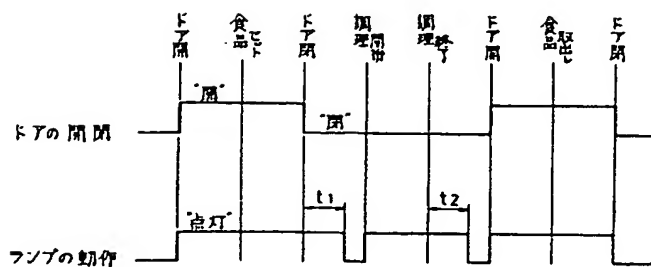 ドア開
食品セット
ドア閉
調理開始
調理終了
ドア開
食品取出し
ドア閉
"開"
"閉"
ドアの開閉
t1
t2
"点灯"
ランプの動作